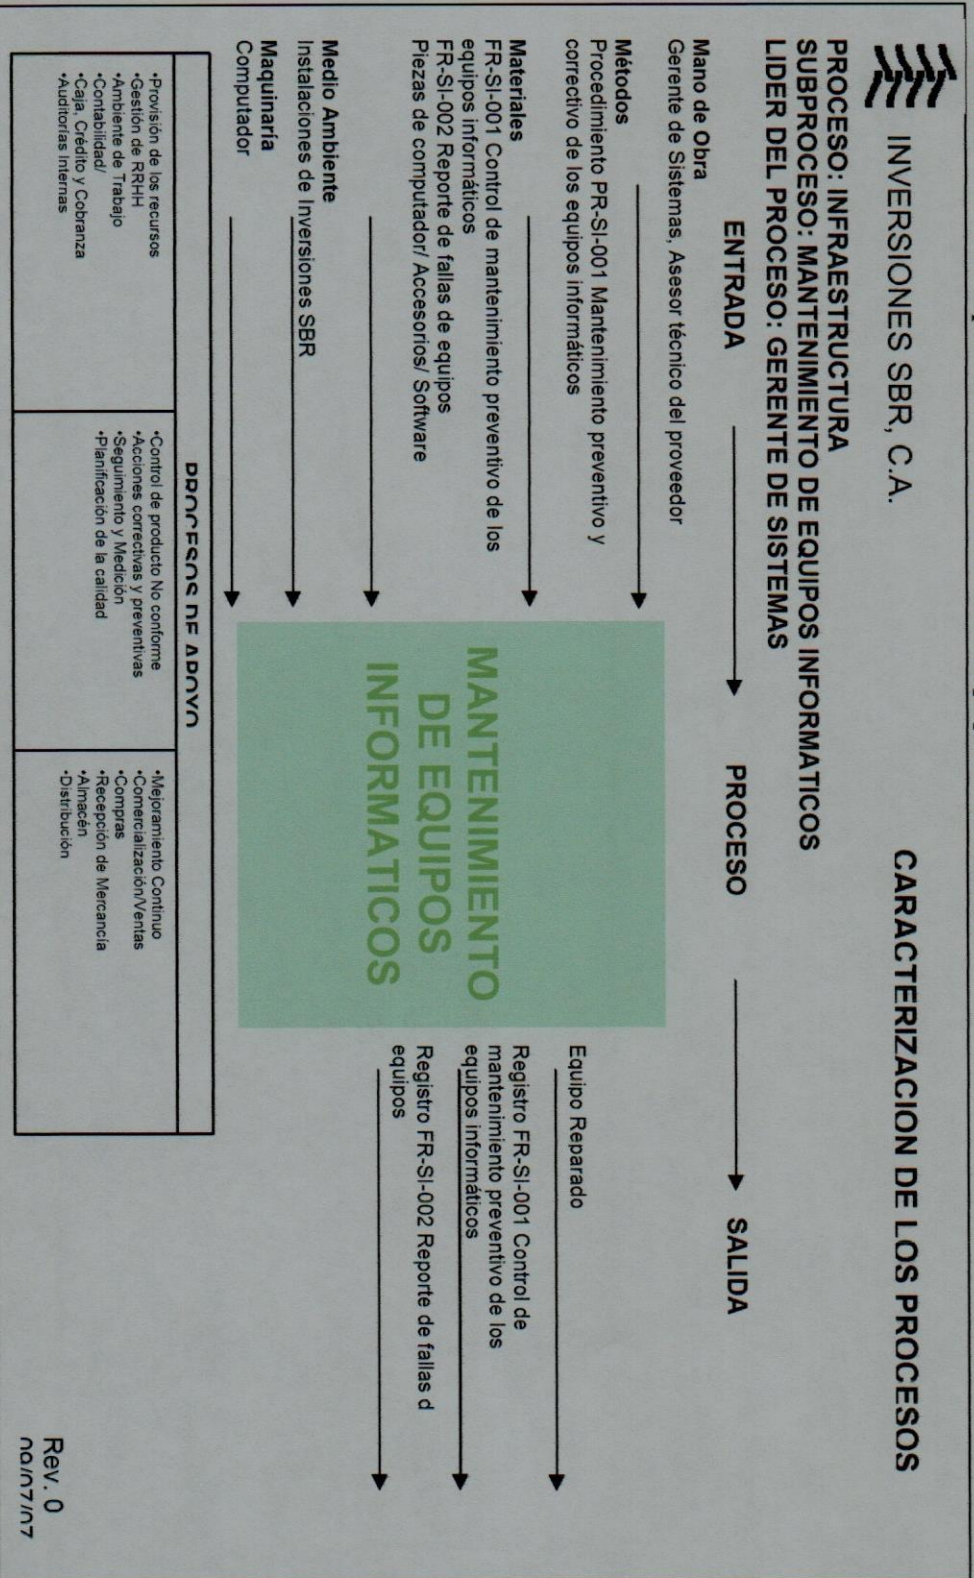 INVERSIONES SBR, C.A.
CARACTERIZACION DE LOS PROCESOS
PROCESO: INFRAESTRUCTURA
SUBPROCESO: MANTENIMIENTO DE EQUIPOS INFORMATICOS
LIDER DEL PROCESO: GERENTE DE SISTEMAS
ENTRADA
PROCESO
SALIDA
Mano de Obra
Gerente de Sistemas, Asesor técnico del proveedor
Métodos
Procedimiento PR-SI-001 Mantenimiento preventivo y
correctivo de los equipos informáticos
Materiales
FR-SI-001 Control de mantenimiento preventivo de los
equipos informáticos
FR-SI-002 Reporte de fallas de equipos
Piezas de computador/ Accesorios/ Software
Medio Ambiente
Instalaciones de Inversiones SBR
Maquinaría
Computador
MANTENIMIENTO
DE EQUIPOS
INFORMATICOS
Equipo Reparado
Registro FR-SI-001 Control de
mantenimiento preventivo de los
equipos informáticos
Registro FR-SI-002 Reporte de fallas d
equipos
PROCESOS DE APOYO
•Provisión de los recursos
•Gestión de RRHH
•Ambiente de Trabajo
•Contabilidad/
•Caja, Crédito y Cobranza
•Auditorías Internas
•Control de producto No conforme
•Acciones correctivas y preventivas
•Seguimiento y Medición
•Planificación de la calidad
•Mejoramiento Continuo
•Comercialización/Ventas
•Compras
•Recepción de Mercancía
•Almacén
•Distribución
Rev. 0
09/07/07